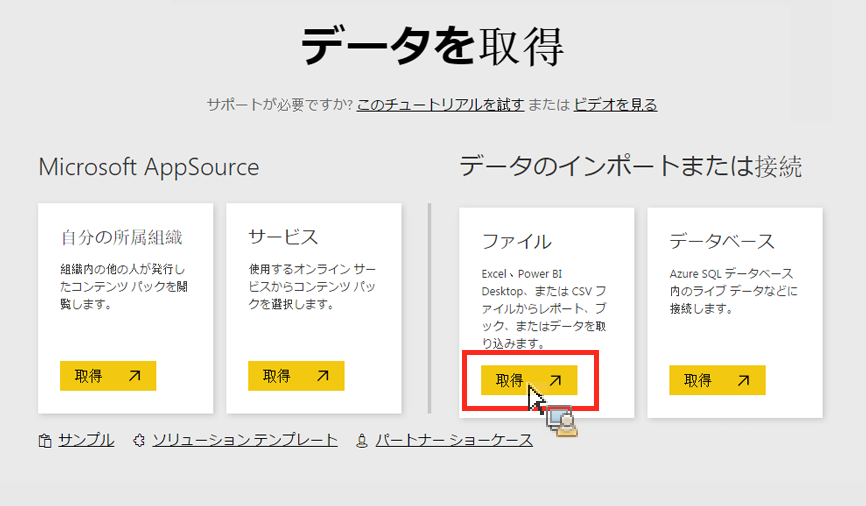 データを取得
サポートが必要ですか? このチュートリアルを試す または ビデオを見る
Microsoft AppSource
自分の所属組織
組織内の他の人が発行し
たコンテンツ パックを閲
覧します。
取得
サービス
使用するオンライン サー
ビスからコンテンツ パッ
クを選択します。
取得
データのインポートまたは接続
ファイル
Excel、Power BI
Desktop、または CSV フ
ァイルからレポート、ブ
ック、またはデータを取
り込みます。
取得
データベース
Azure SQL データベース
内のライブ データなどに
接続します。
取得
サンプル ソリューション テンプレート パートナー ショーケース